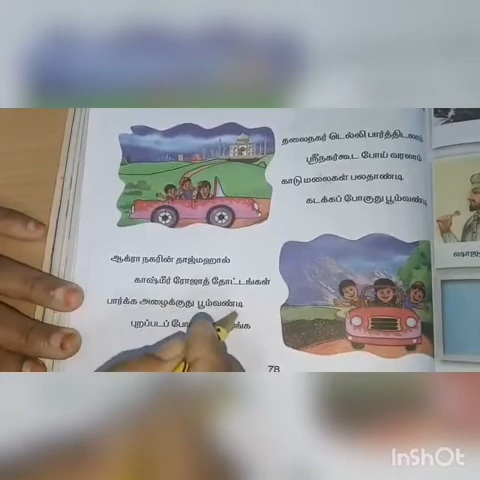 தலைநகர் டெல்லி பார்த்திடலாம்
ஸ்ரீநகர்கூட போய் வரலாம்
காடு மலைகள் பலதாண்டி
கடக்கப் போகுது பூம்வண்டி
ஆக்ரா நகரின் தாஜ்மஹால்
காஷ்மீர் ரோஜாத் தோட்டங்கள்
பார்க்க அழைக்குது பூம்வண்டி
புறப்படப்
78
InShOt